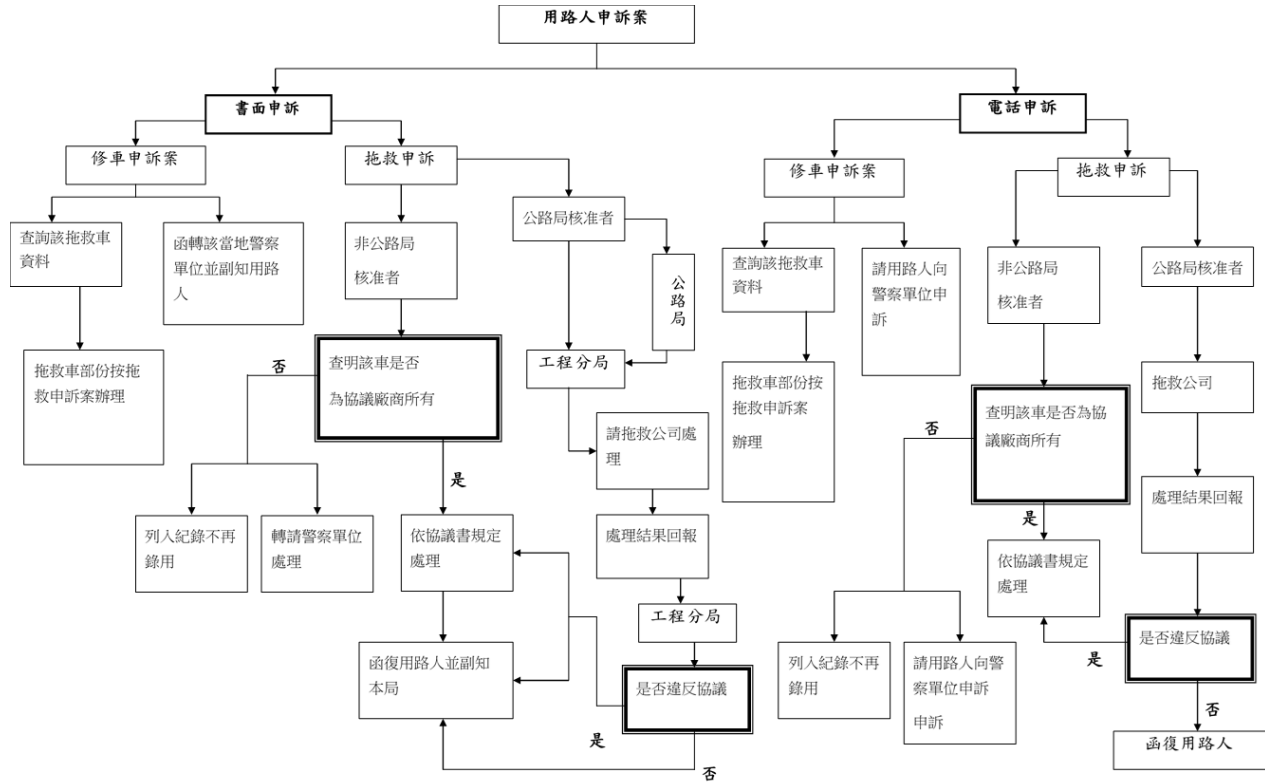 用路人申訴案
書面申訴
電話申訴
修車申訴案
拖救申訴
修車申訴案
拖救申訴
查詢該拖救車
資料
函轉該當地警察
單位並副知用路
人
非公路局
核准者
公路局核准者
公路局
查詢該拖救車
資料
請用路人向
警察單位申
訴
非公路局
核准者
公路局核准者
拖救車部份按拖
救申訴案辦理
否
查明該車是否
為協議廠商所有
是
工程分局
請拖救公司處
理
拖救車部份按
拖救申訴案
辦理
否
查明該車是否為協
議廠商所有
是
拖救公司
列入紀錄不再
錄用
轉請警察單位
處理
依協議書規定
處理
處理結果回報
依協議書規定
處理
處理結果回報
工程分局
函復用路人並副知
本局
是否違反協議
是
否
列入紀錄不再
錄用
請用路人向警
察單位申訴
申訴
是否違反協議
是
否
函復用路人